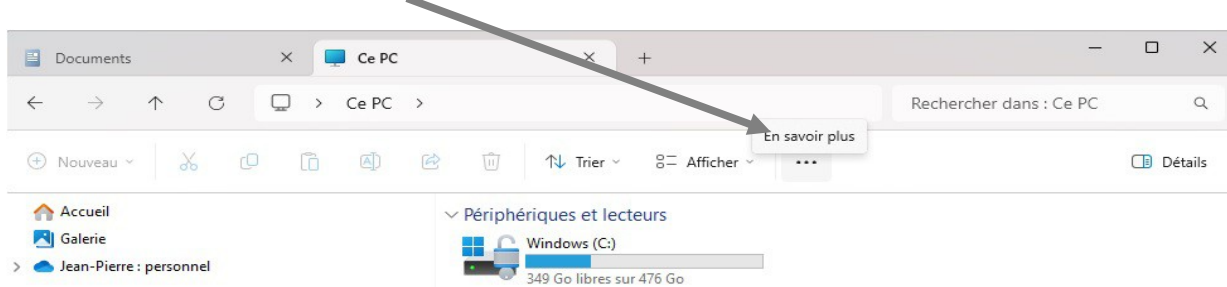 Documents
Ce PC
Ce PC
Rechercher dans : Ce PC
En savoir plus
Nouveau
Trier
Afficher
Détails
Accueil
Galerie
Jean-Pierre : personnel
Périphériques et lecteurs
Windows (C:)
349 Go libres sur 476 Go